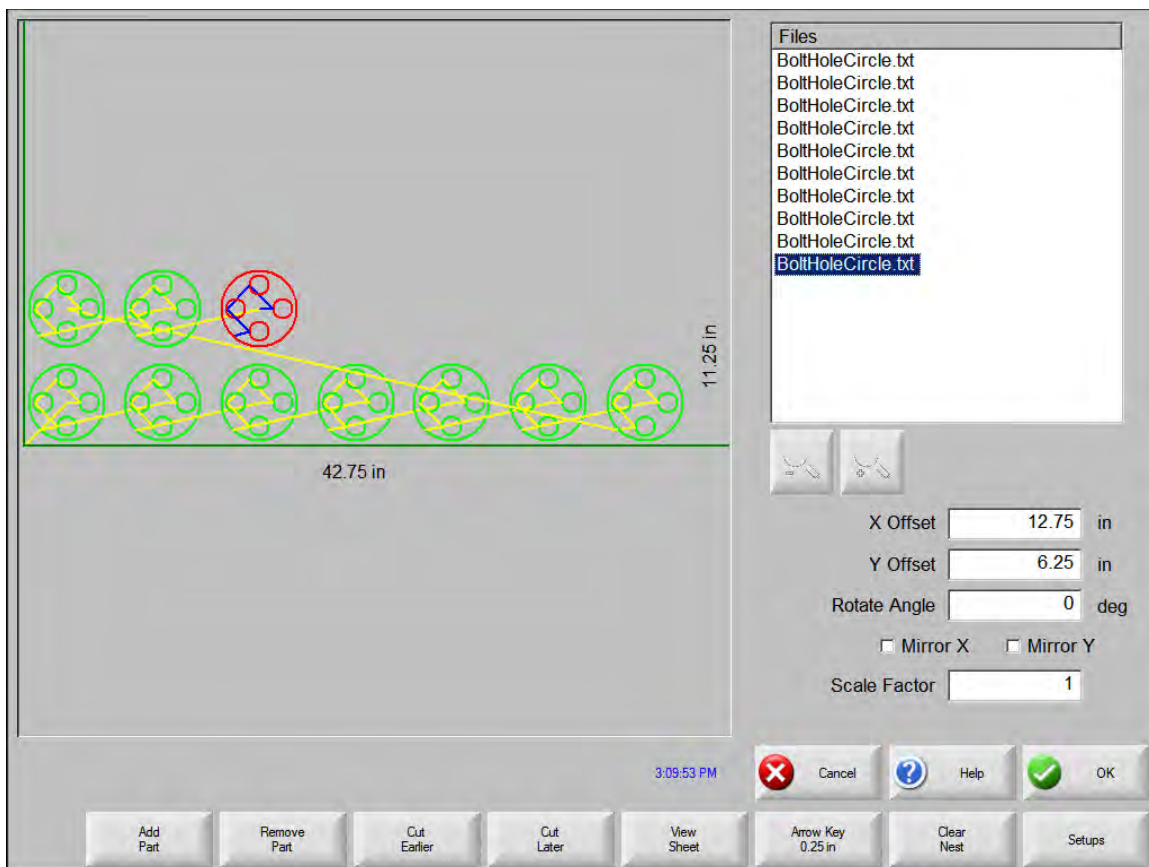 Files
BoltHoleCircle.txt
BoltHoleCircle.txt
BoltHoleCircle.txt
BoltHoleCircle.txt
BoltHoleCircle.txt
BoltHoleCircle.txt
BoltHoleCircle.txt
BoltHoleCircle.txt
BoltHoleCircle.txt
BoltHoleCircle.txt
11.25 in
42.75 in
X Offset 12.75 in
Y Offset 6.25 in
Rotate Angle 0 deg
Mirror X Mirror Y
Scale Factor 1
3:09:53 PM
Cancel
Help
OK
Add
Part
Remove
Part
Cut
Earlier
Cut
Later
View
Sheet
Arrow Key
0.25 in
Clear
Nest
Setups